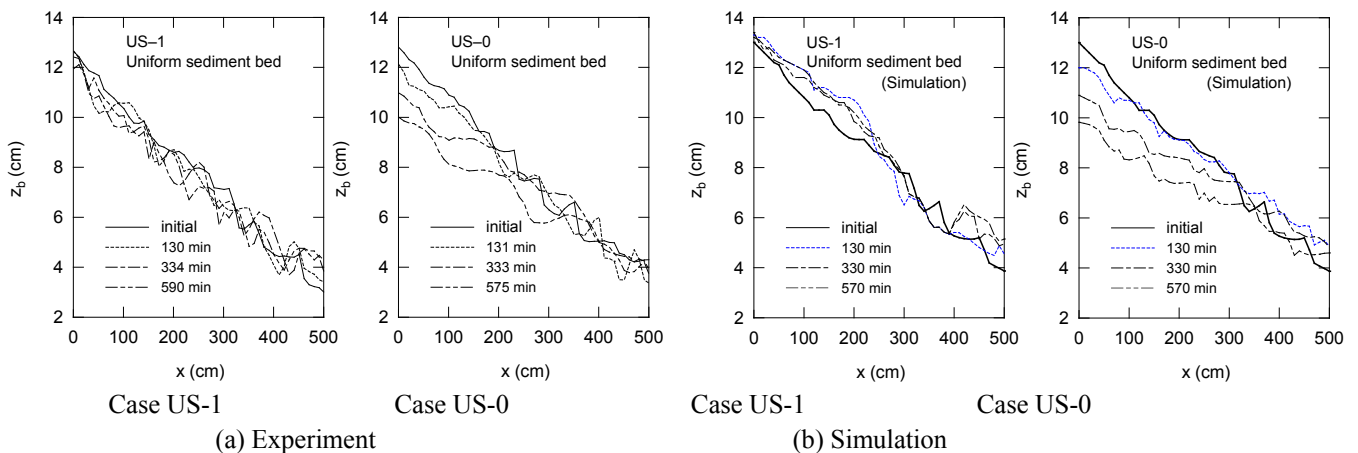 14
12
10
8
6
4
2
z_b (cm)
0 100 200 300 400 500
x (cm)
US–1
Uniform sediment bed
initial
130 min
334 min
590 min
14
12
10
8
6
4
2
z_b (cm)
0 100 200 300 400 500
x (cm)
US–0
Uniform sediment bed
initial
131 min
333 min
575 min
14
12
10
8
6
4
2
z_b (cm)
0 100 200 300 400 500
x (cm)
US-1
Uniform sediment bed
(Simulation)
initial
130 min
330 min
570 min
14
12
10
8
6
4
2
z_b (cm)
0 100 200 300 400 500
x (cm)
US-0
Uniform sediment bed
(Simulation)
initial
130 min
330 min
570 min
Case US-1 Case US-0 Case US-1 Case US-0
(a) Experiment (b) Simulation